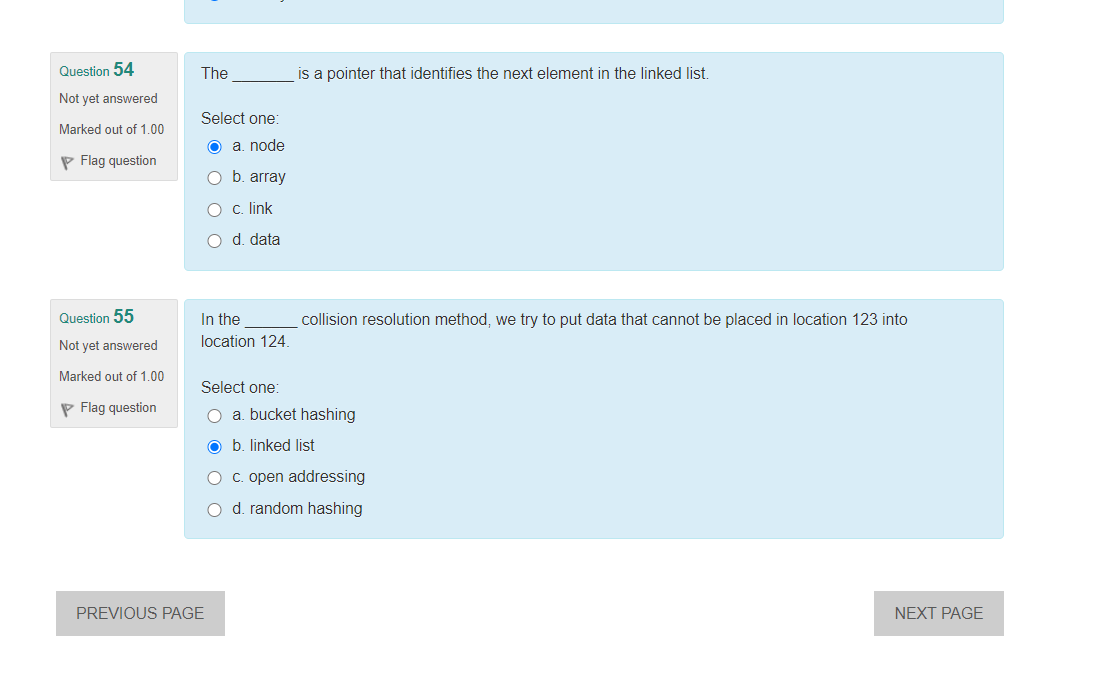 Question 54
Not yet answered
Marked out of 1.00
Flag question
The _______ is a pointer that identifies the next element in the linked list.
Select one:
a. node
b. array
c. link
d. data
Question 55
Not yet answered
Marked out of 1.00
Flag question
In the ______ collision resolution method, we try to put data that cannot be placed in location 123 into
location 124.
Select one:
a. bucket hashing
b. linked list
c. open addressing
d. random hashing
PREVIOUS PAGE
NEXT PAGE